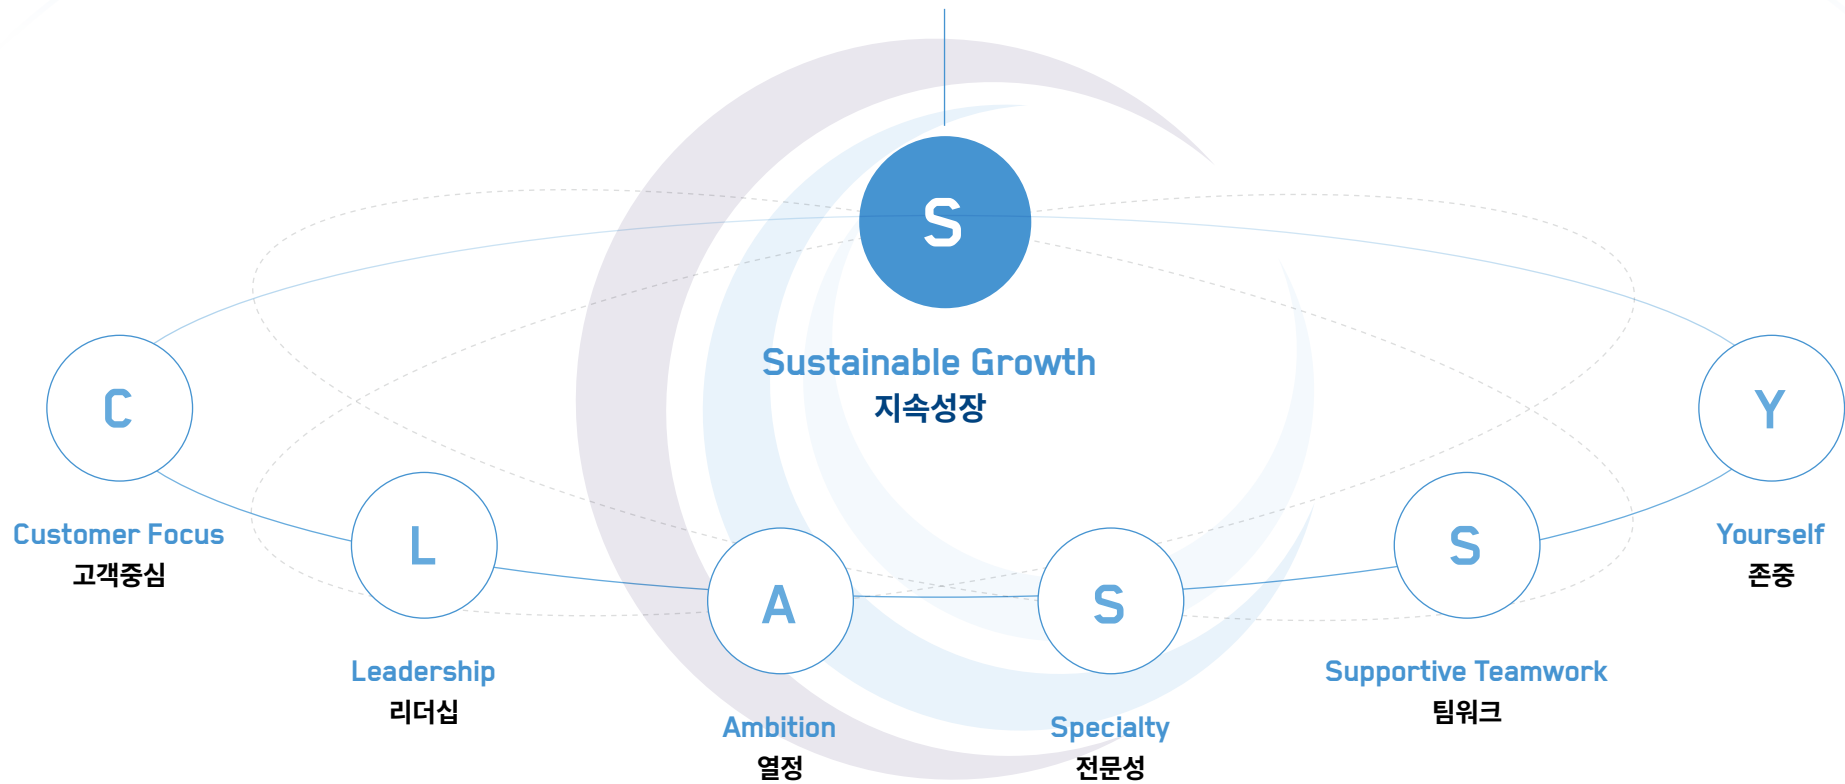 S
Sustainable Growth
지속성장
C
Customer Focus
고객중심
L
Leadership
리더십
A
Ambition
열정
S
Specialty
전문성
S
Supportive Teamwork
팀워크
Y
Yourself
존중